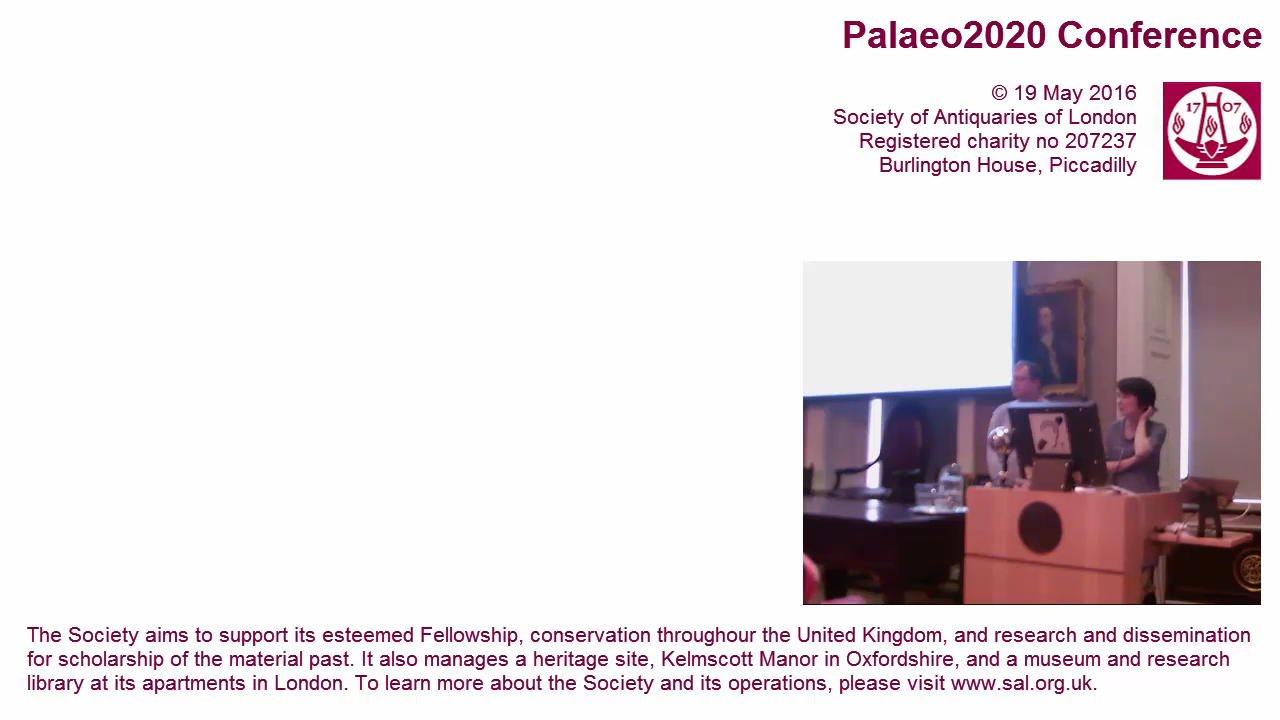 Palaeo2020 Conference
© 19 May 2016
Society of Antiquaries of London
Registered charity no 207237
Burlington House, Piccadilly
17 07
The Society aims to support its esteemed Fellowship, conservation throughour the United Kingdom, and research and dissemination
for scholarship of the material past. It also manages a heritage site, Kelmscott Manor in Oxfordshire, and a museum and research
library at its apartments in London. To learn more about the Society and its operations, please visit www.sal.org.uk.